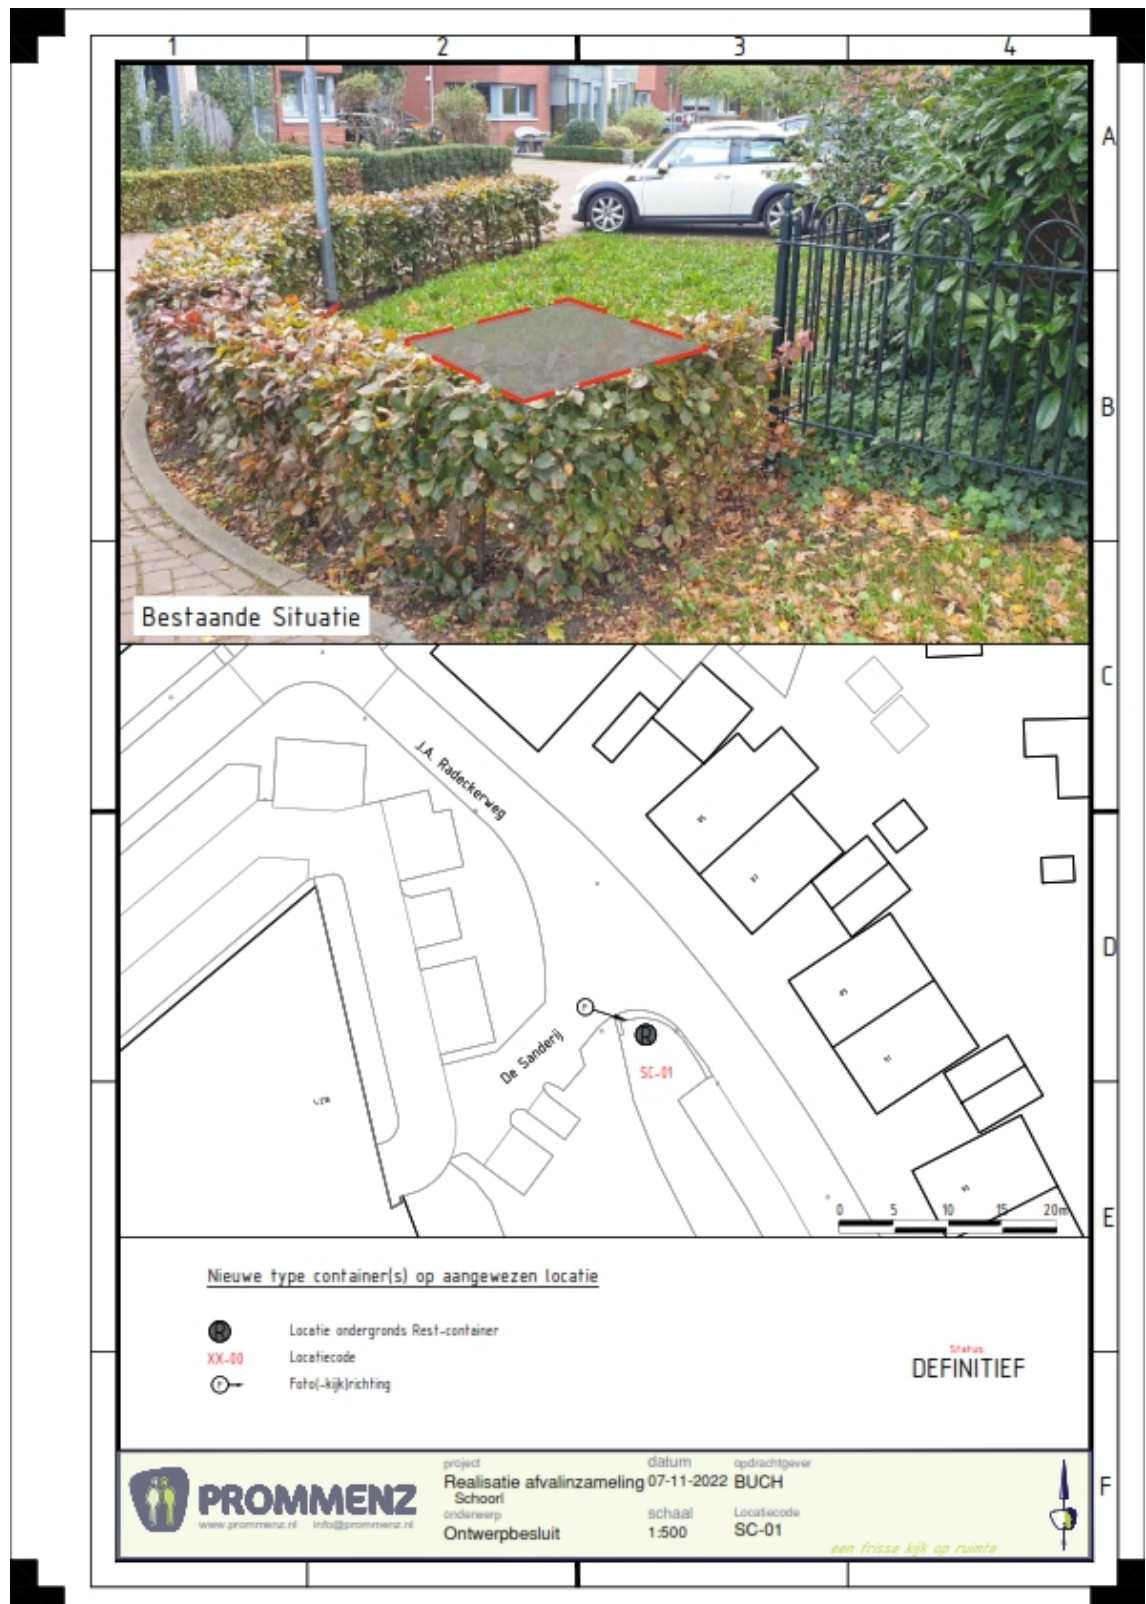 1 2 3 4
A
B
Bestaande Situatie
C
J.A. Radeckerweg
D
De Sanderij
R
F
SC-01
0 5 10 15 20m
E
Nieuwe type container(s) op aangewezen locatie
R Locatie ondergronds Rest-container
XX-00 Locatiecode
F Foto(-kijk)richting
Status:
DEFINITIEF
F
PROMMENZ
www.prommenz.nl info@prommenz.nl
project
Realisatie afvalinzameling
Schoorl
onderwerp
Ontwerpbesluit
datum
07-11-2022
schaal
1:500
opdrachtgever
BUCH
Locatiecode
SC-01
een frisse kijk op ruimte